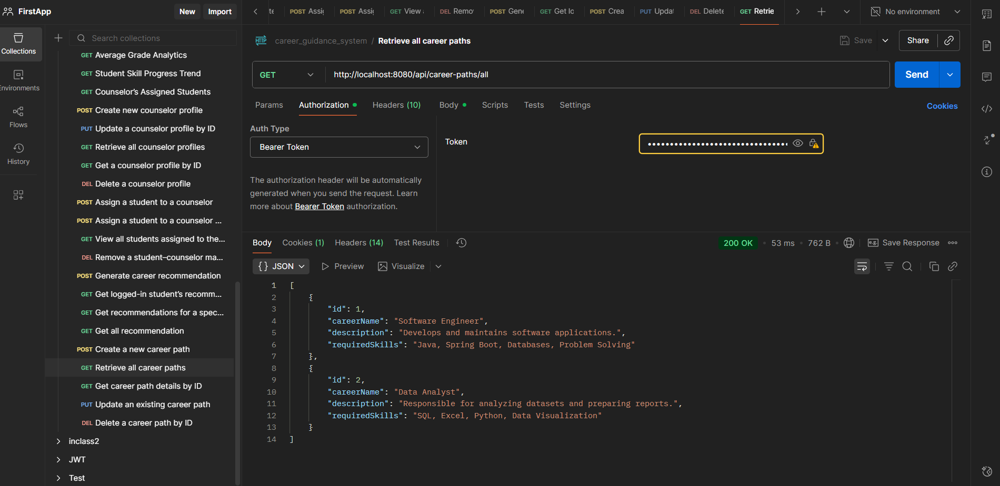 FirstApp
New
Import
POST Assi
POST Assi
GET View a
DEL Remo
POST Gene
GET Get lo
POST Crea
PUT Updat
DEL Delete
GET Retrie
No environment
Collections
Environments
Flows
History
Search collections
GET Average Grade Analytics
GET Student Skill Progress Trend
GET Counselor’s Assigned Students
POST Create new counselor profile
PUT Update a counselor profile by ID
GET Retrieve all counselor profiles
GET Get a counselor profile by ID
DEL Delete a counselor profile
POST Assign a student to a counselor
POST Assign a student to a counselor ...
GET View all students assigned to the...
DEL Remove a student–counselor ma...
POST Generate career recommendation
GET Get logged-in student’s recomm...
GET Get recommendations for a spec...
GET Get all recommendation
POST Create a new career path
GET Retrieve all career paths
GET Get career path details by ID
PUT Update an existing career path
DEL Delete a career path by ID
inclass2
JWT
Test
HTTP career_guidance_system / Retrieve all career paths
Save
Share
GET
http://localhost:8080/api/career-paths/all
Send
Params
Authorization
Headers (10)
Body
Scripts
Tests
Settings
Cookies
Auth Type
Bearer Token
The authorization header will be automatically
generated when you send the request. Learn
more about Bearer Token authorization.
Token
Body
Cookies (1)
Headers (14)
Test Results
200 OK
53 ms
762 B
e.g. Save Response
{} JSON
Preview
Visualize
1 [
2 {
3 "id": 1,
4 "careerName": "Software Engineer",
5 "description": "Develops and maintains software applications.",
6 "requiredSkills": "Java, Spring Boot, Databases, Problem Solving"
7 },
8 {
9 "id": 2,
10 "careerName": "Data Analyst",
11 "description": "Responsible for analyzing datasets and preparing reports.",
12 "requiredSkills": "SQL, Excel, Python, Data Visualization"
13 }
14 ]